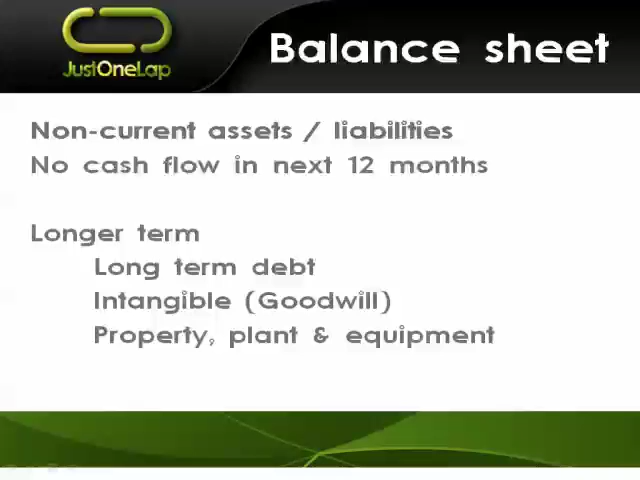 JustOneLap
Balance sheet
Non-current assets / liabilities
No cash flow in next 12 months
Longer term
Long term debt
Intangible (Goodwill)
Property, plant & equipment